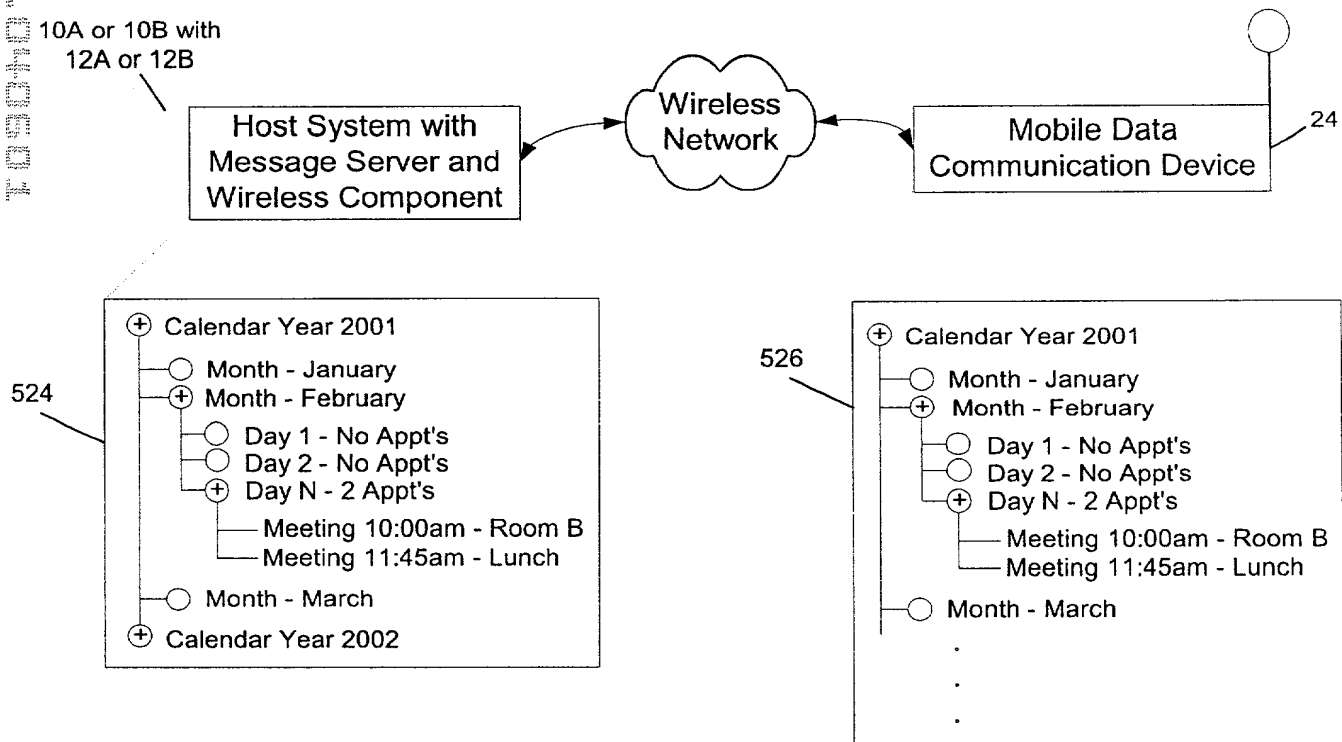 10A or 10B with
12A or 12B
Host System with
Message Server and
Wireless Component
Wireless
Network
Mobile Data
Communication Device
24
524
Calendar Year 2001
Month - January
Month - February
Day 1 - No Appt's
Day 2 - No Appt's
Day N - 2 Appt's
Meeting 10:00am - Room B
Meeting 11:45am - Lunch
Month - March
Calendar Year 2002
526
Calendar Year 2001
Month - January
Month - February
Day 1 - No Appt's
Day 2 - No Appt's
Day N - 2 Appt's
Meeting 10:00am - Room B
Meeting 11:45am - Lunch
Month - March